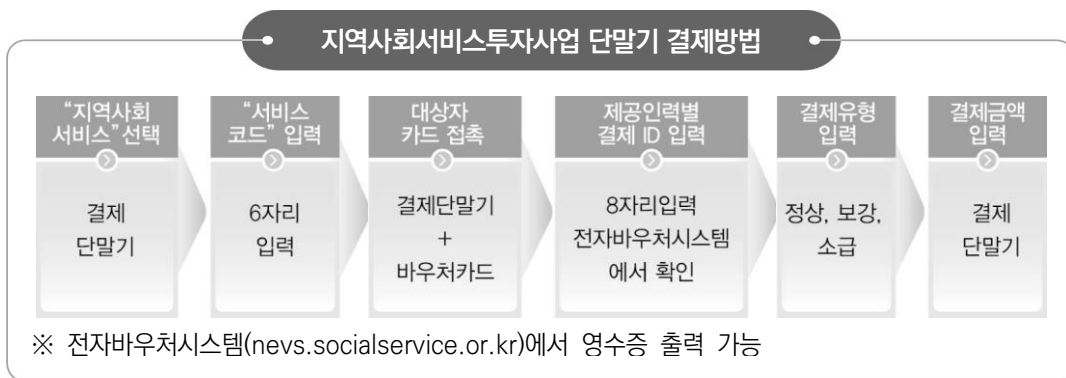 지역사회서비스투자사업 단말기 결제방법
“지역사회
서비스”선택
결제
단말기
“서비스
코드” 입력
6자리
입력
대상자
카드 접촉
결제단말기
+
바우처카드
제공인력별
결제 ID 입력
8자리입력
전자바우처시스템
에서 확인
결제유형
입력
정상, 보강,
소급
결제금액
입력
결제
단말기
※ 전자바우처시스템(nevs.socialservice.or.kr)에서 영수증 출력 가능